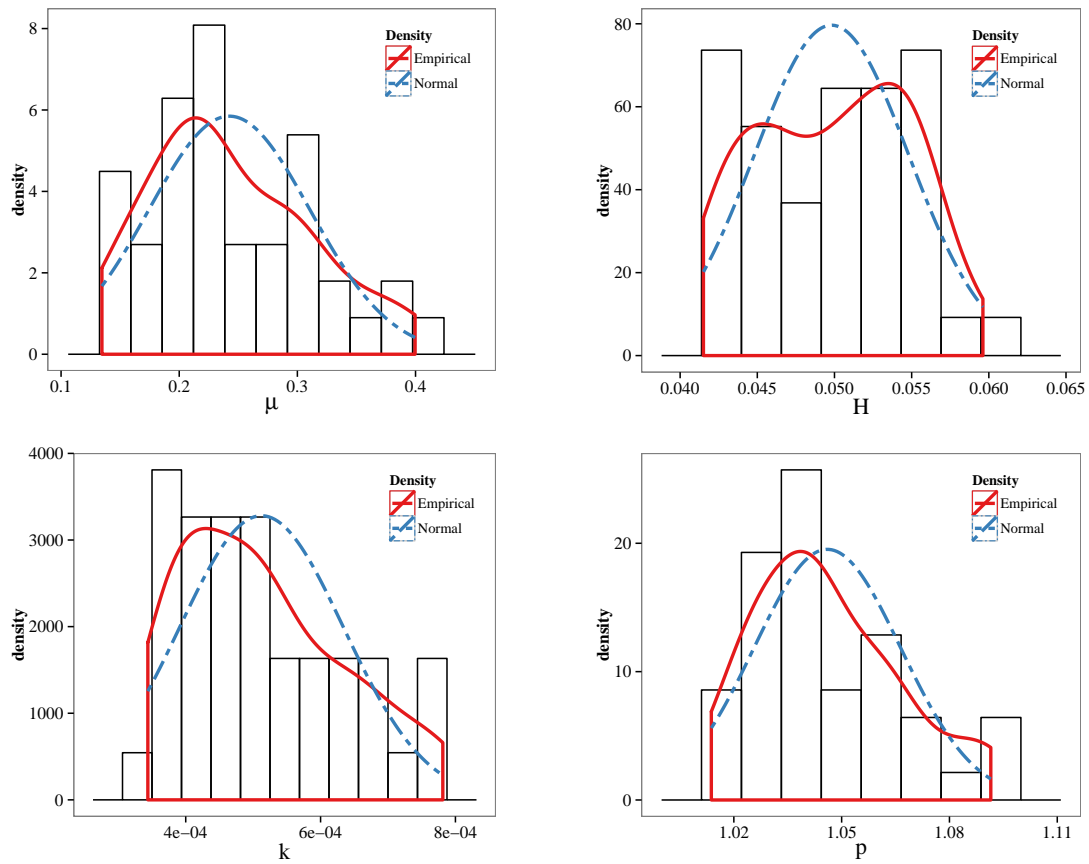 8
6
4
2
0
density
0.1
0.2
0.3
0.4
μ
Density
Empirical
Normal
80
60
40
20
0
density
0.040
0.045
0.050
0.055
0.060
0.065
H
Density
Empirical
Normal
4000
3000
2000
1000
0
density
4e−04
6e−04
8e−04
k
Density
Empirical
Normal
20
10
0
density
1.02
1.05
1.08
1.11
p
Density
Empirical
Normal